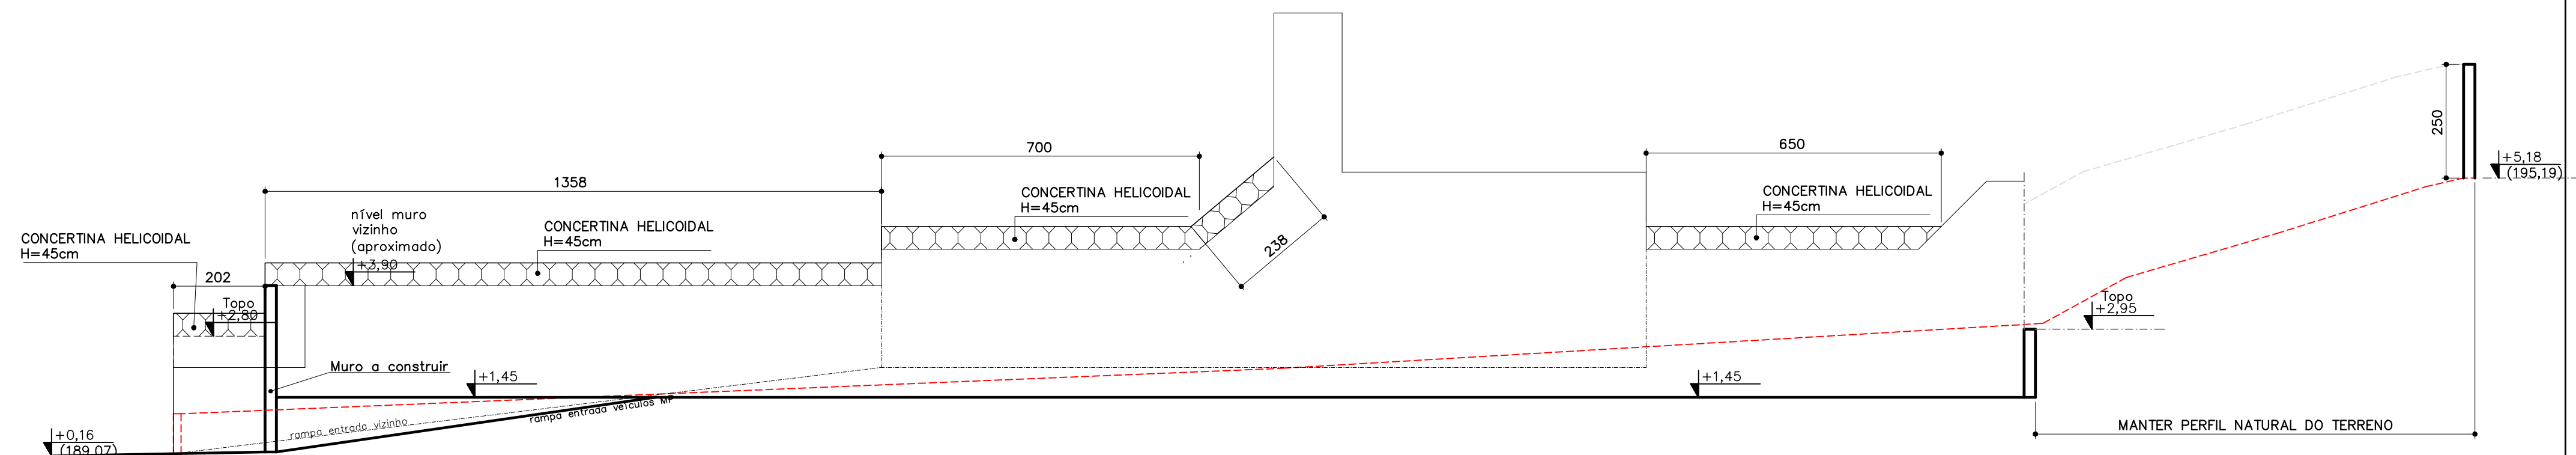 CONCERTINA HELICOIDAL
H=45cm
202
Topo
+2,80
+0,16
(189,07)
1358
nível muro
vizinho
(aproximado)
+3,90
CONCERTINA HELICOIDAL
H=45cm
Muro a construir
+1,45
rampa entrada vizinho
rampa entrada veículos MP
700
CONCERTINA HELICOIDAL
H=45cm
238
650
CONCERTINA HELICOIDAL
H=45cm
+1,45
Topo
+2,95
250
+5,18
(195,19)
MANTER PERFIL NATURAL DO TERRENO